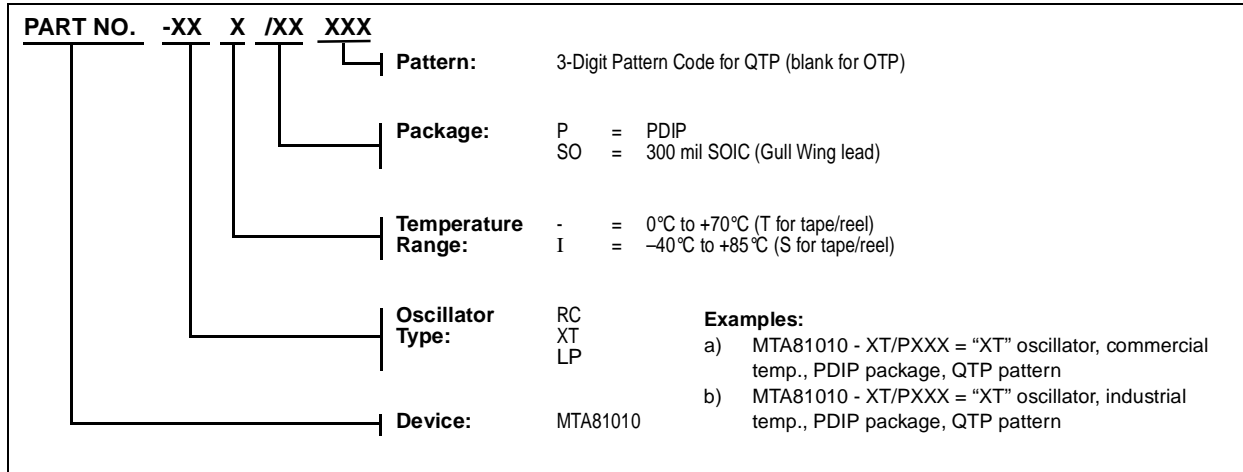 PART NO. -XX X /XX XXX
Pattern: 3-Digit Pattern Code for QTP (blank for OTP)
Package: P = PDIP
SO = 300 mil SOIC (Gull Wing lead)
Temperature - = 0°C to +70°C (T for tape/reel)
Range: I = –40°C to +85°C (S for tape/reel)
Oscillator RC
Type: XT
LP
Examples:
a) MTA81010 - XT/PXXX = “XT” oscillator, commercial
temp., PDIP package, QTP pattern
b) MTA81010 - XT/PXXX = “XT” oscillator, industrial
temp., PDIP package, QTP pattern
Device: MTA81010